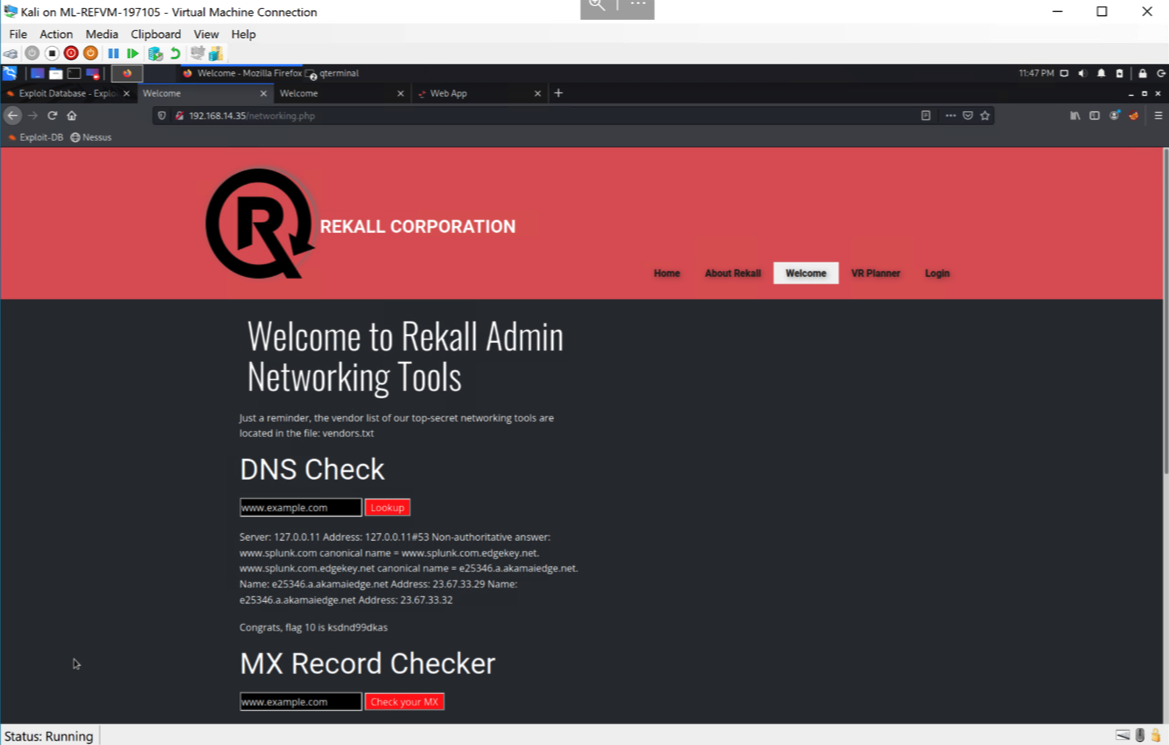 Kali on ML-REFVM-197105 - Virtual Machine Connection
File Action Media Clipboard View Help
Welcome - Mozilla Firefox qterminal 11:47 PM
Exploit Database - Explo Welcome Welcome Web App
192.168.14.35/networking.php
Exploit-DB Nessus
R
REKALL CORPORATION
Home About Rekall Welcome VR Planner Login
Welcome to Rekall Admin
Networking Tools
Just a reminder, the vendor list of our top-secret networking tools are
located in the file: vendors.txt
DNS Check
www.example.com Lookup
Server: 127.0.0.11 Address: 127.0.0.11#53 Non-authoritative answer:
www.splunk.com canonical name = www.splunk.com.edgekey.net.
www.splunk.com.edgekey.net canonical name = e25346.a.akamaiedge.net.
Name: e25346.a.akamaiedge.net Address: 23.67.33.29 Name:
e25346.a.akamaiedge.net Address: 23.67.33.32
Congrats, flag 10 is ksdnd99dkas
MX Record Checker
www.example.com Check your MX
Status: Running